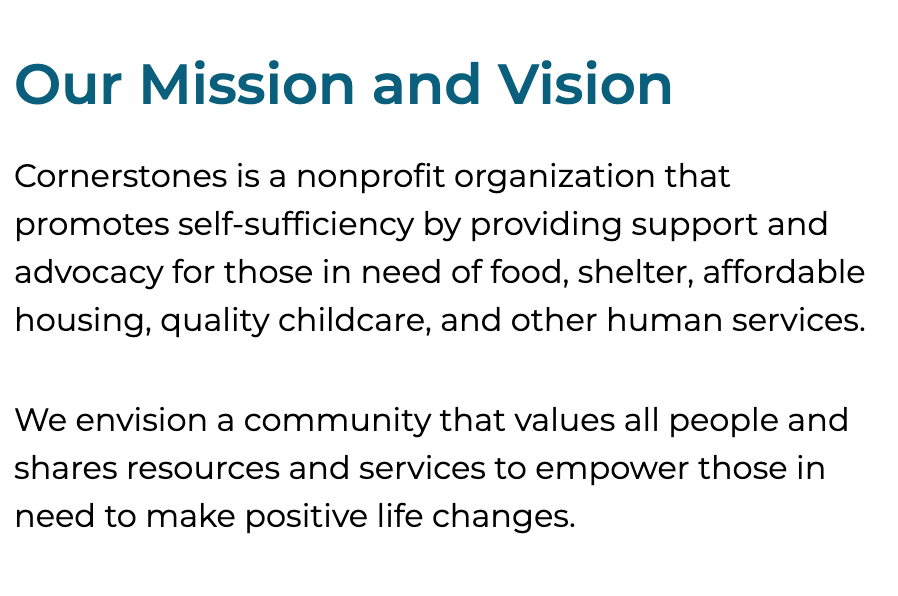 Our Mission and Vision
Cornerstones is a nonprofit organization that
promotes self-sufficiency by providing support and
advocacy for those in need of food, shelter, affordable
housing, quality childcare, and other human services.
We envision a community that values all people and
shares resources and services to empower those in
need to make positive life changes.